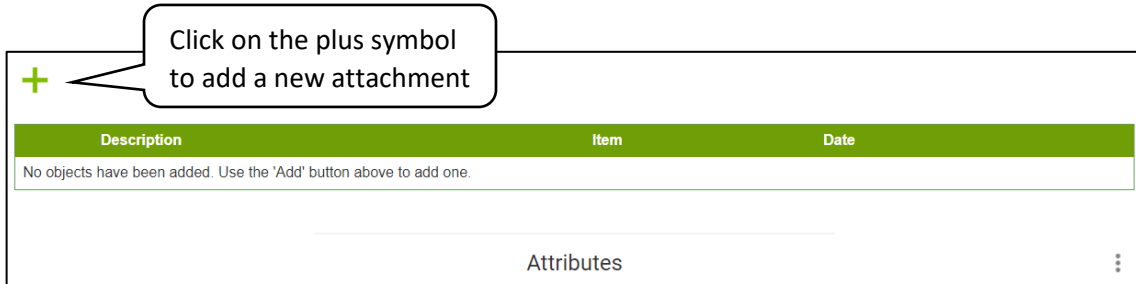 Click on the plus symbol
to add a new attachment
Description Item Date
No objects have been added. Use the 'Add' button above to add one.
Attributes